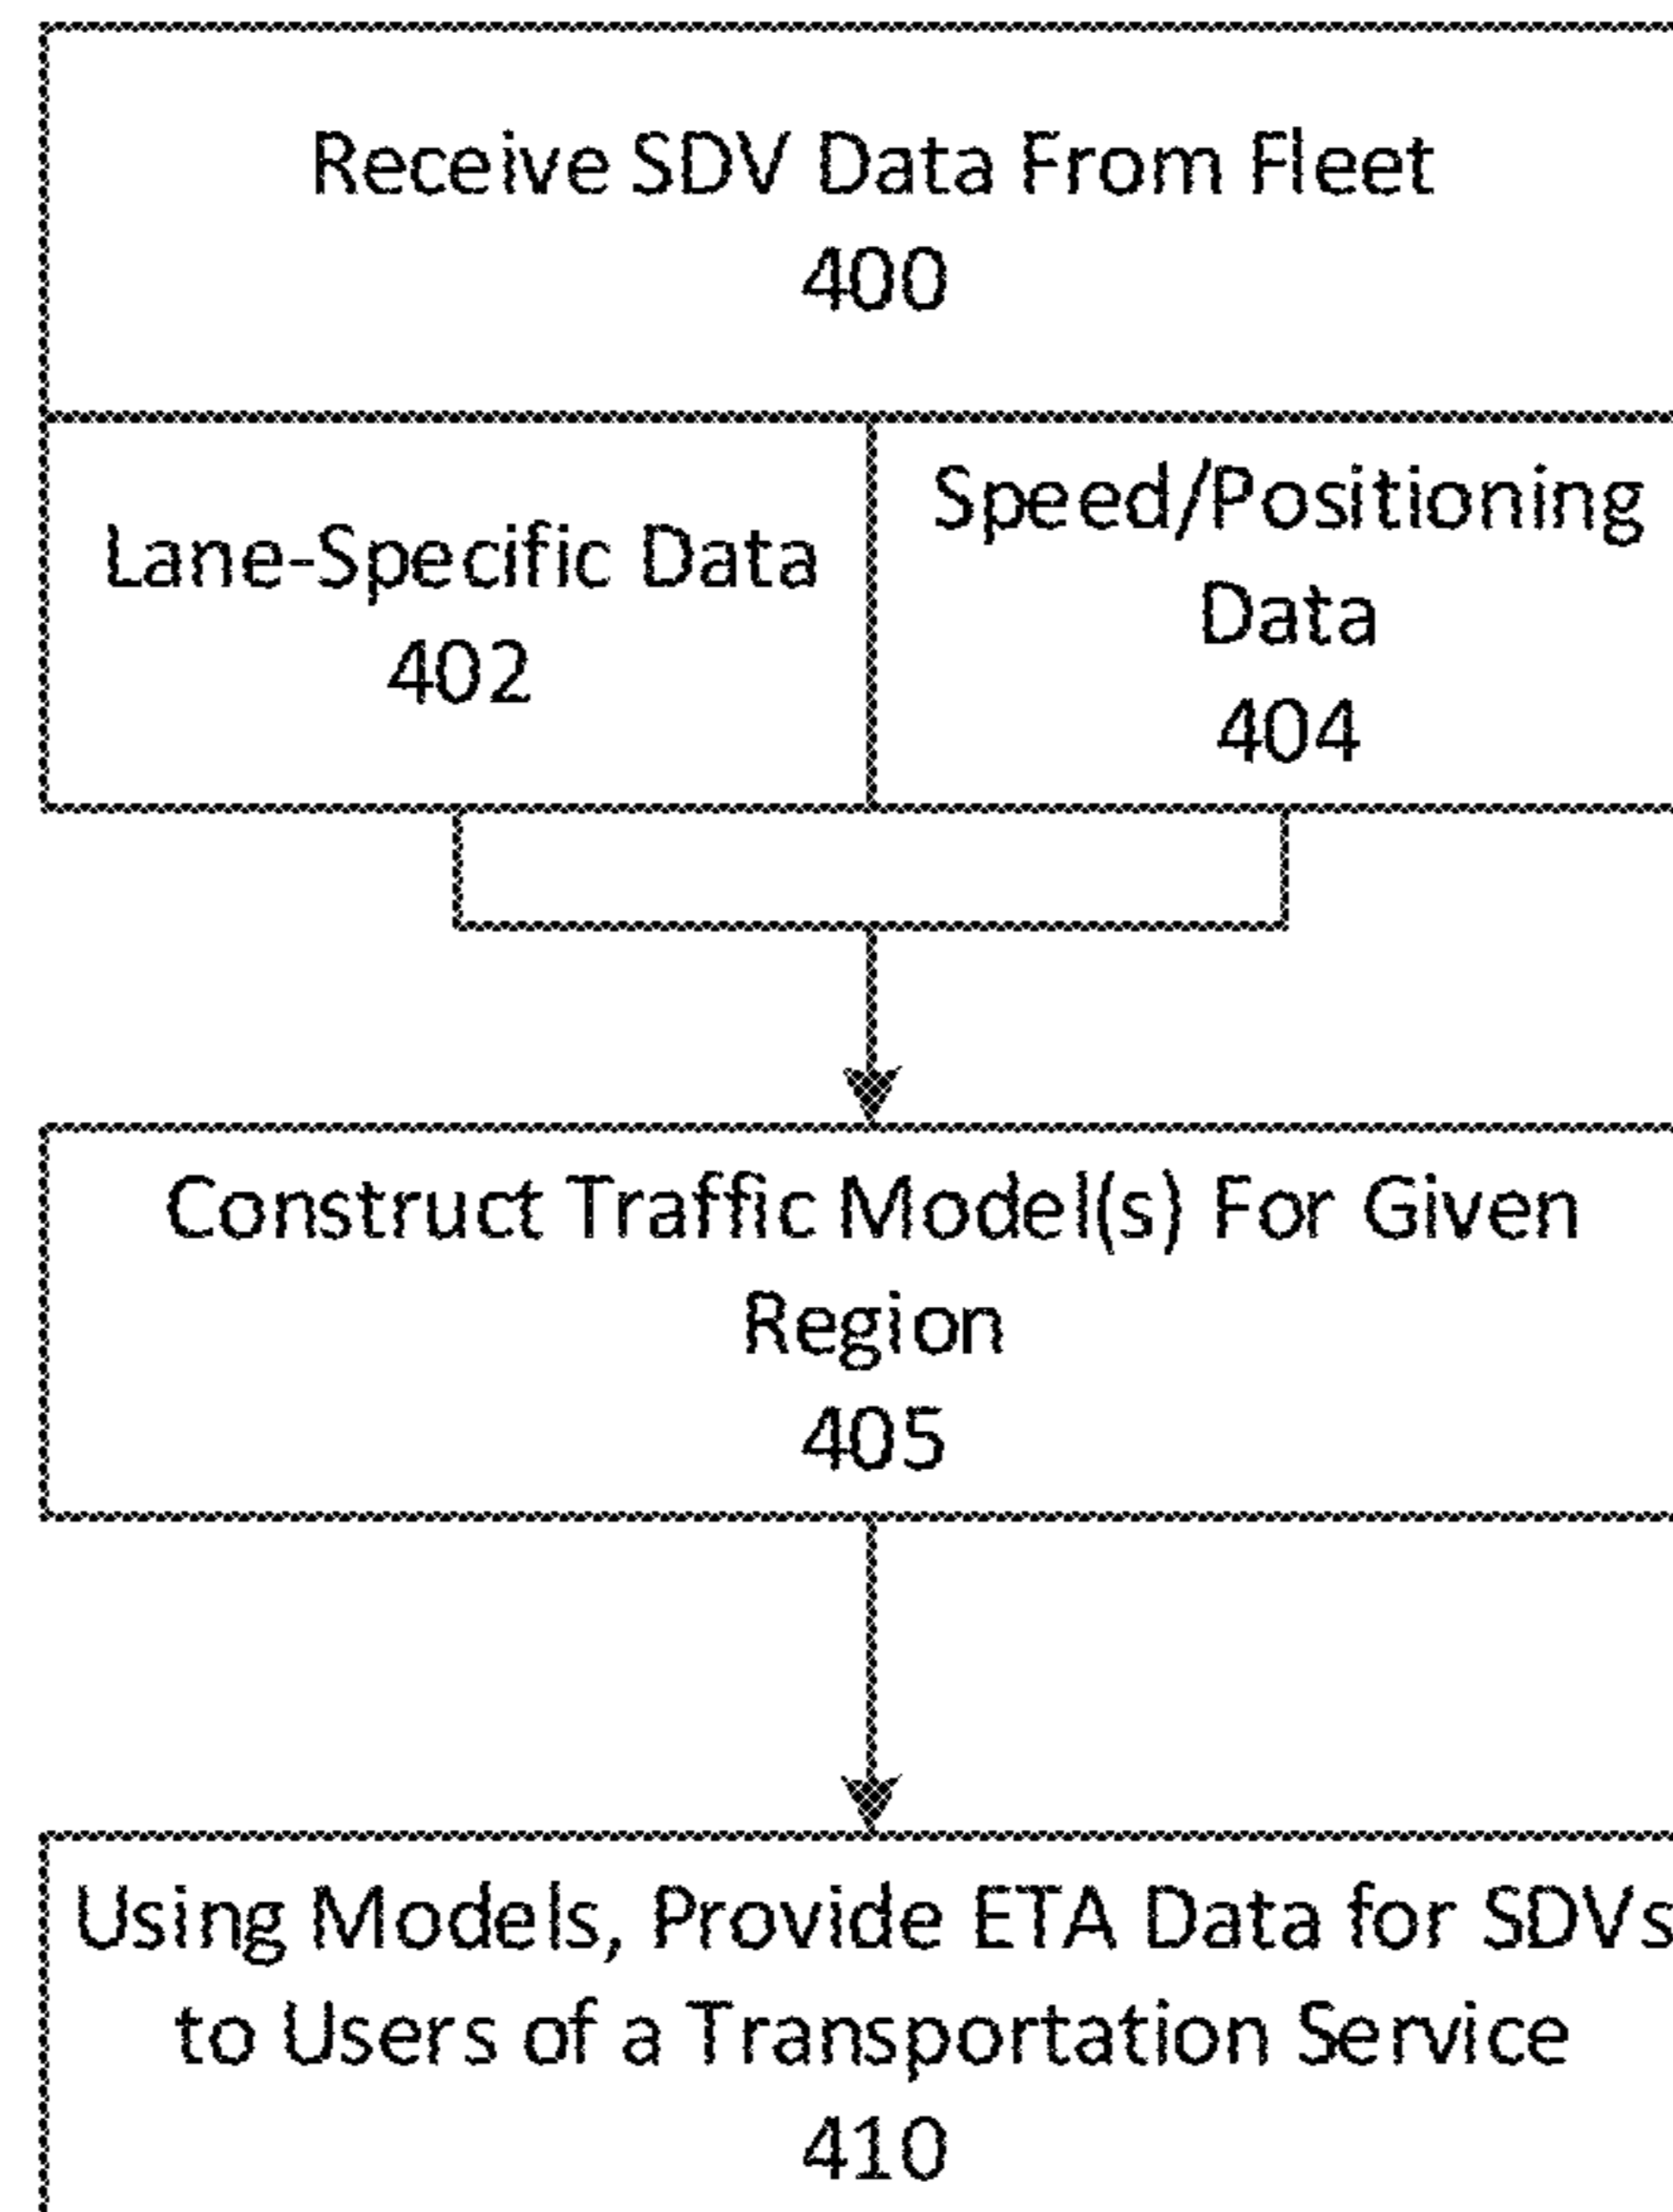 Receive SDV Data From Fleet
400
Lane-Specific Data
402
Speed/Positioning
Data
404
Construct Traffic Model(s) For Given
Region
405
Using Models, Provide ETA Data for SDVs
to Users of a Transportation Service
410